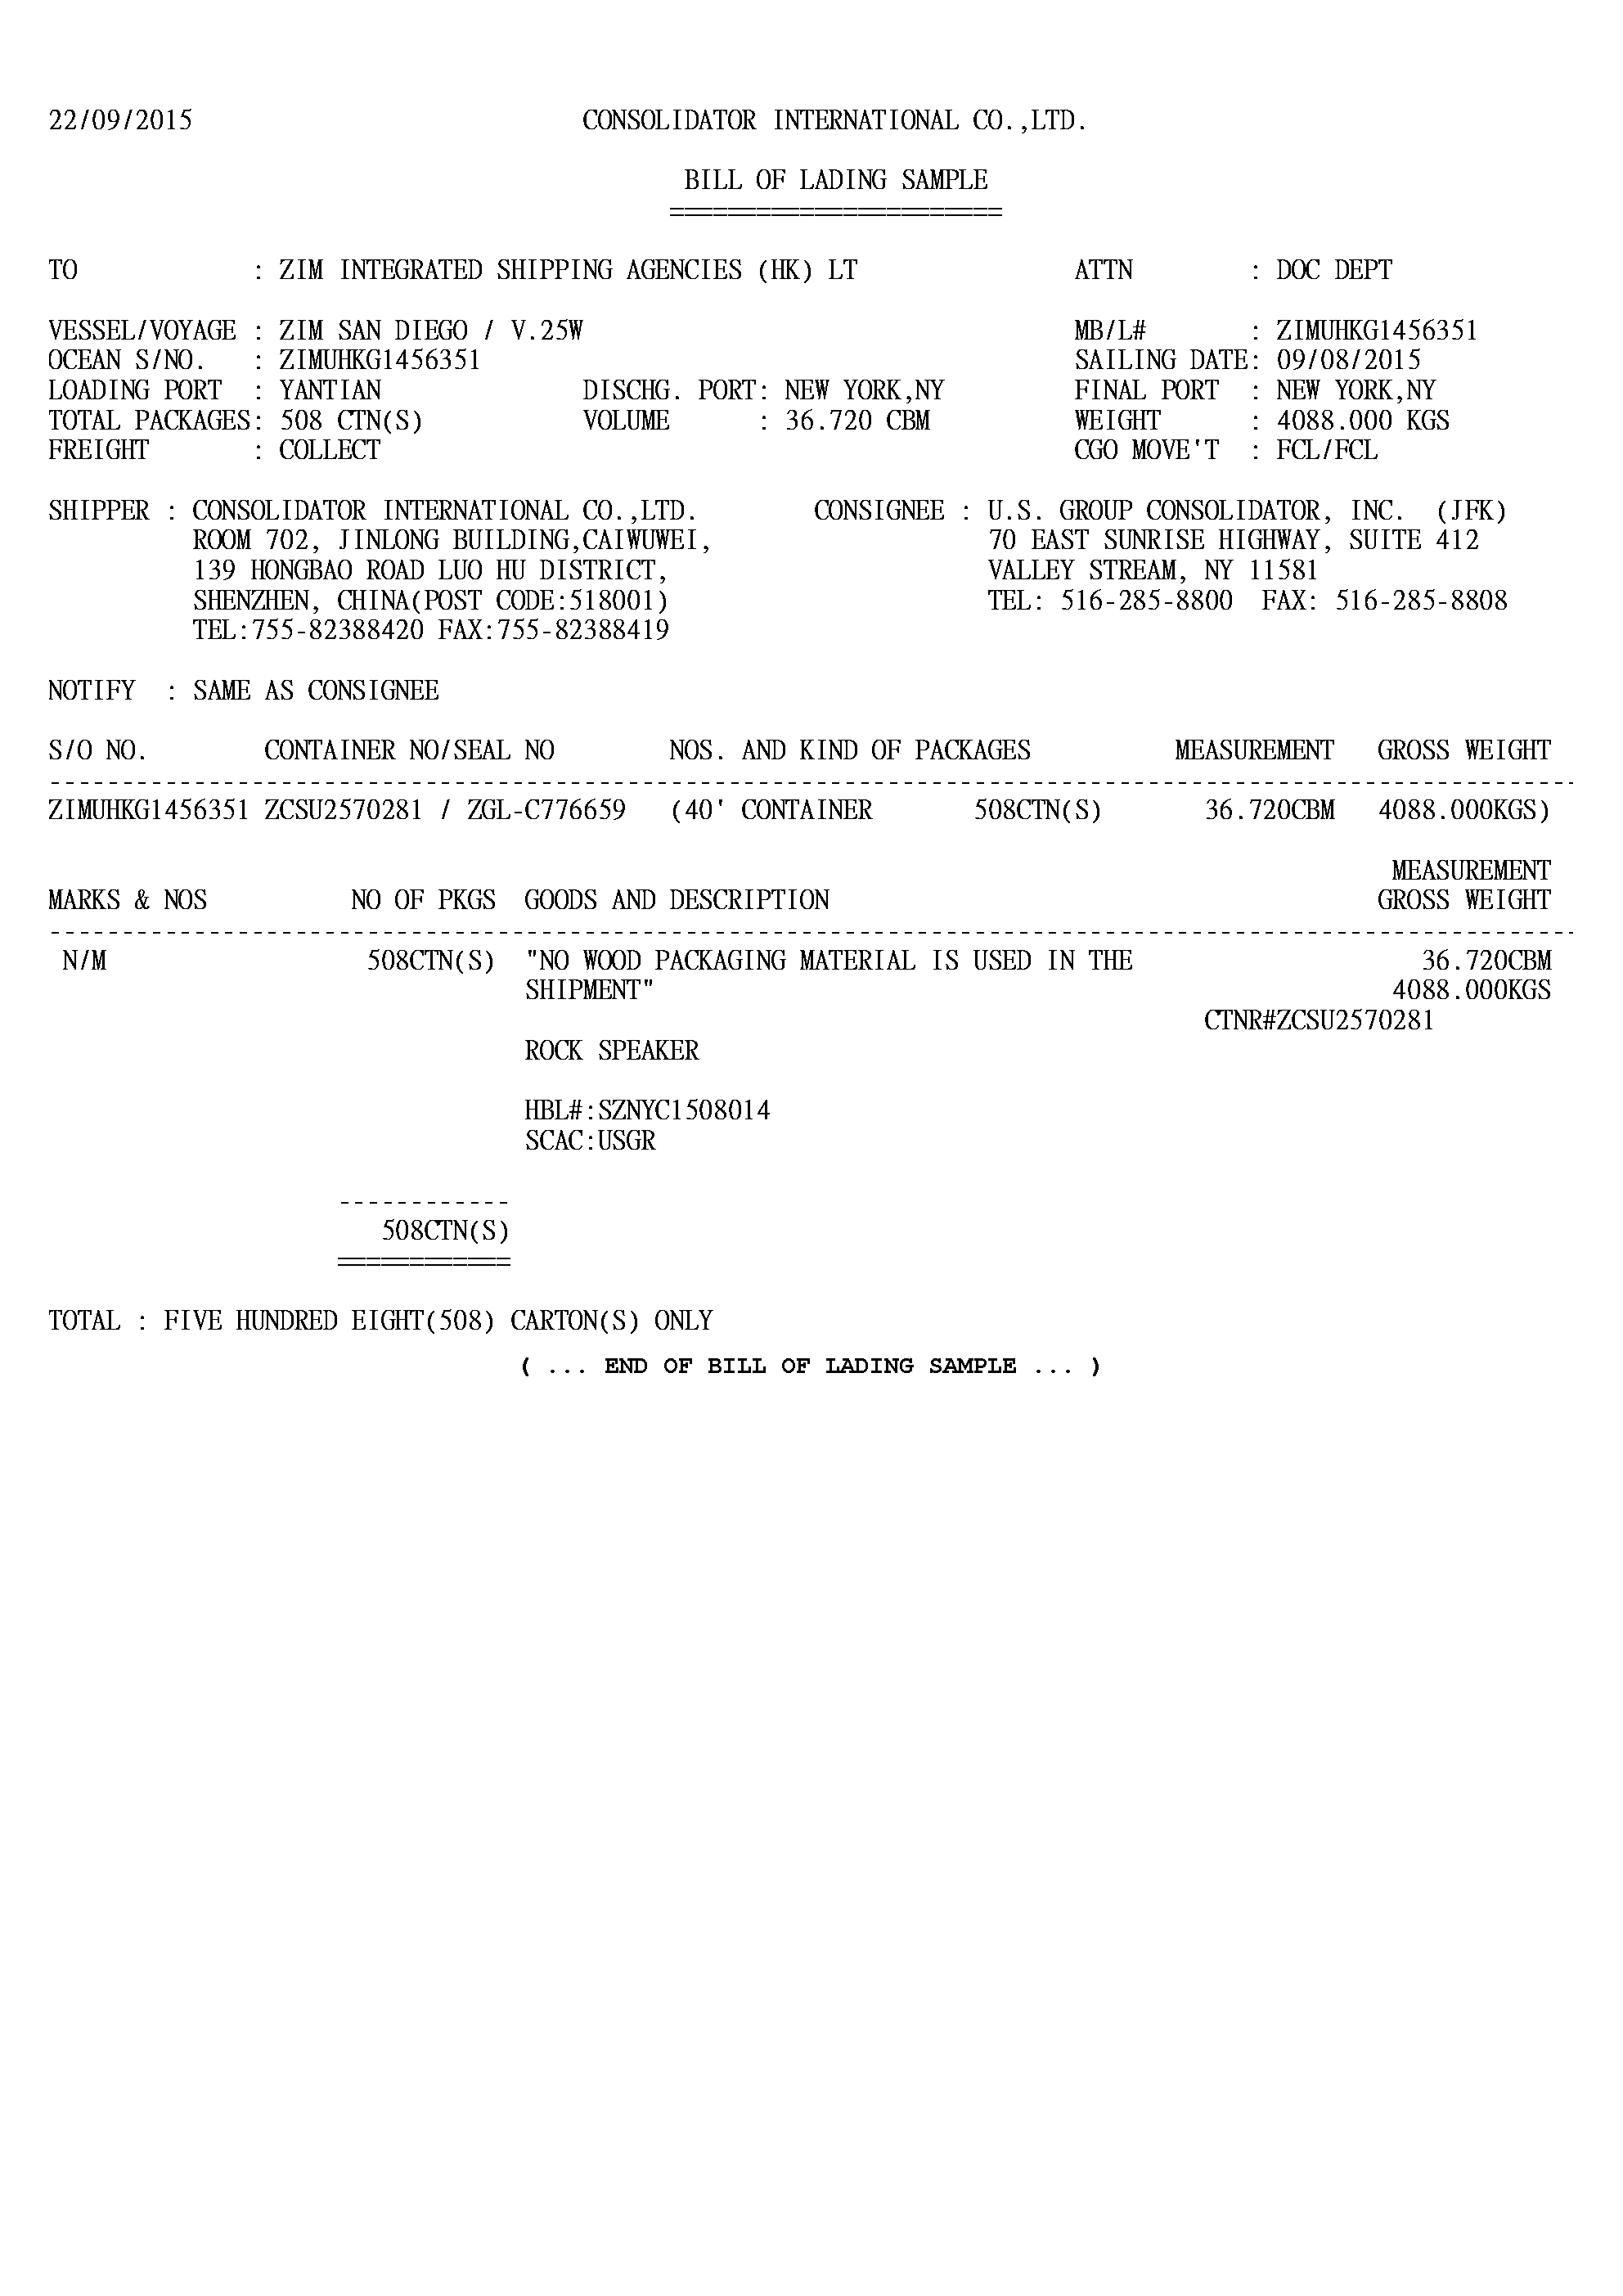 22/09/2015 CONSOLIDATOR INTERNATIONAL CO.,LTD.
BILL OF LADING SAMPLE
=======================
TO : ZIM INTEGRATED SHIPPING AGENCIES (HK) LT ATTN : DOC DEPT
VESSEL/VOYAGE : ZIM SAN DIEGO / V.25W MB/L# : ZIMUHKG1456351
OCEAN S/NO. : ZIMUHKG1456351 SAILING DATE: 09/08/2015
LOADING PORT : YANTIAN DISCHG. PORT: NEW YORK,NY FINAL PORT : NEW YORK,NY
TOTAL PACKAGES: 508 CTN(S) VOLUME : 36.720 CBM WEIGHT : 4088.000 KGS
FREIGHT : COLLECT CGO MOVE'T : FCL/FCL
SHIPPER : CONSOLIDATOR INTERNATIONAL CO.,LTD. CONSIGNEE : U.S. GROUP CONSOLIDATOR, INC. (JFK)
ROOM 702, JINLONG BUILDING,CAIWUWEI, 70 EAST SUNRISE HIGHWAY, SUITE 412
139 HONGBAO ROAD LUO HU DISTRICT, VALLEY STREAM, NY 11581
SHENZHEN, CHINA(POST CODE:518001) TEL: 516-285-8800 FAX: 516-285-8808
TEL:755-82388420 FAX:755-82388419
NOTIFY : SAME AS CONSIGNEE
S/O NO. CONTAINER NO/SEAL NO NOS. AND KIND OF PACKAGES MEASUREMENT GROSS WEIGHT
ZIMUHKG1456351 ZCSU2570281 / ZGL-C776659 (40' CONTAINER 508CTN(S) 36.720CBM 4088.000KGS)
MEASUREMENT
MARKS & NOS NO OF PKGS GOODS AND DESCRIPTION GROSS WEIGHT
N/M 508CTN(S) "NO WOOD PACKAGING MATERIAL IS USED IN THE 36.720CBM
SHIPMENT" 4088.000KGS
CTNR#ZCSU2570281
ROCK SPEAKER
HBL#:SZNYC1508014
SCAC:USGR
------------
508CTN(S)
============
TOTAL : FIVE HUNDRED EIGHT(508) CARTON(S) ONLY
( ... END OF BILL OF LADING SAMPLE ... )